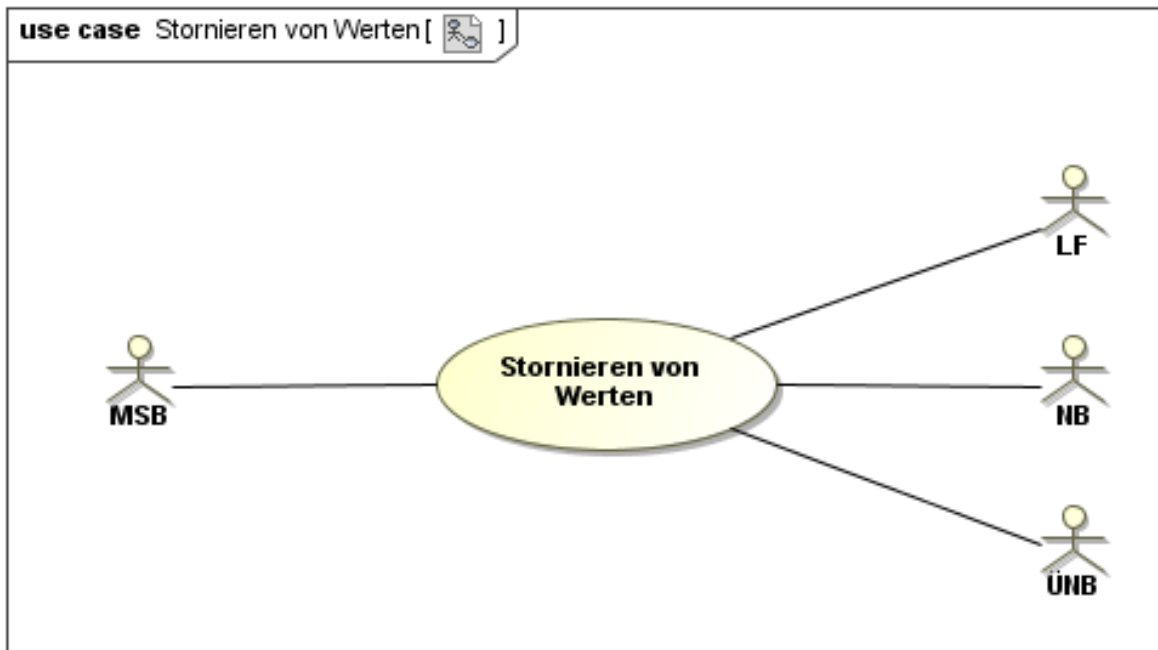 use case Stornieren von Werten [ ]
LF
Stornieren von
Werten
MSB
NB
ÜNB